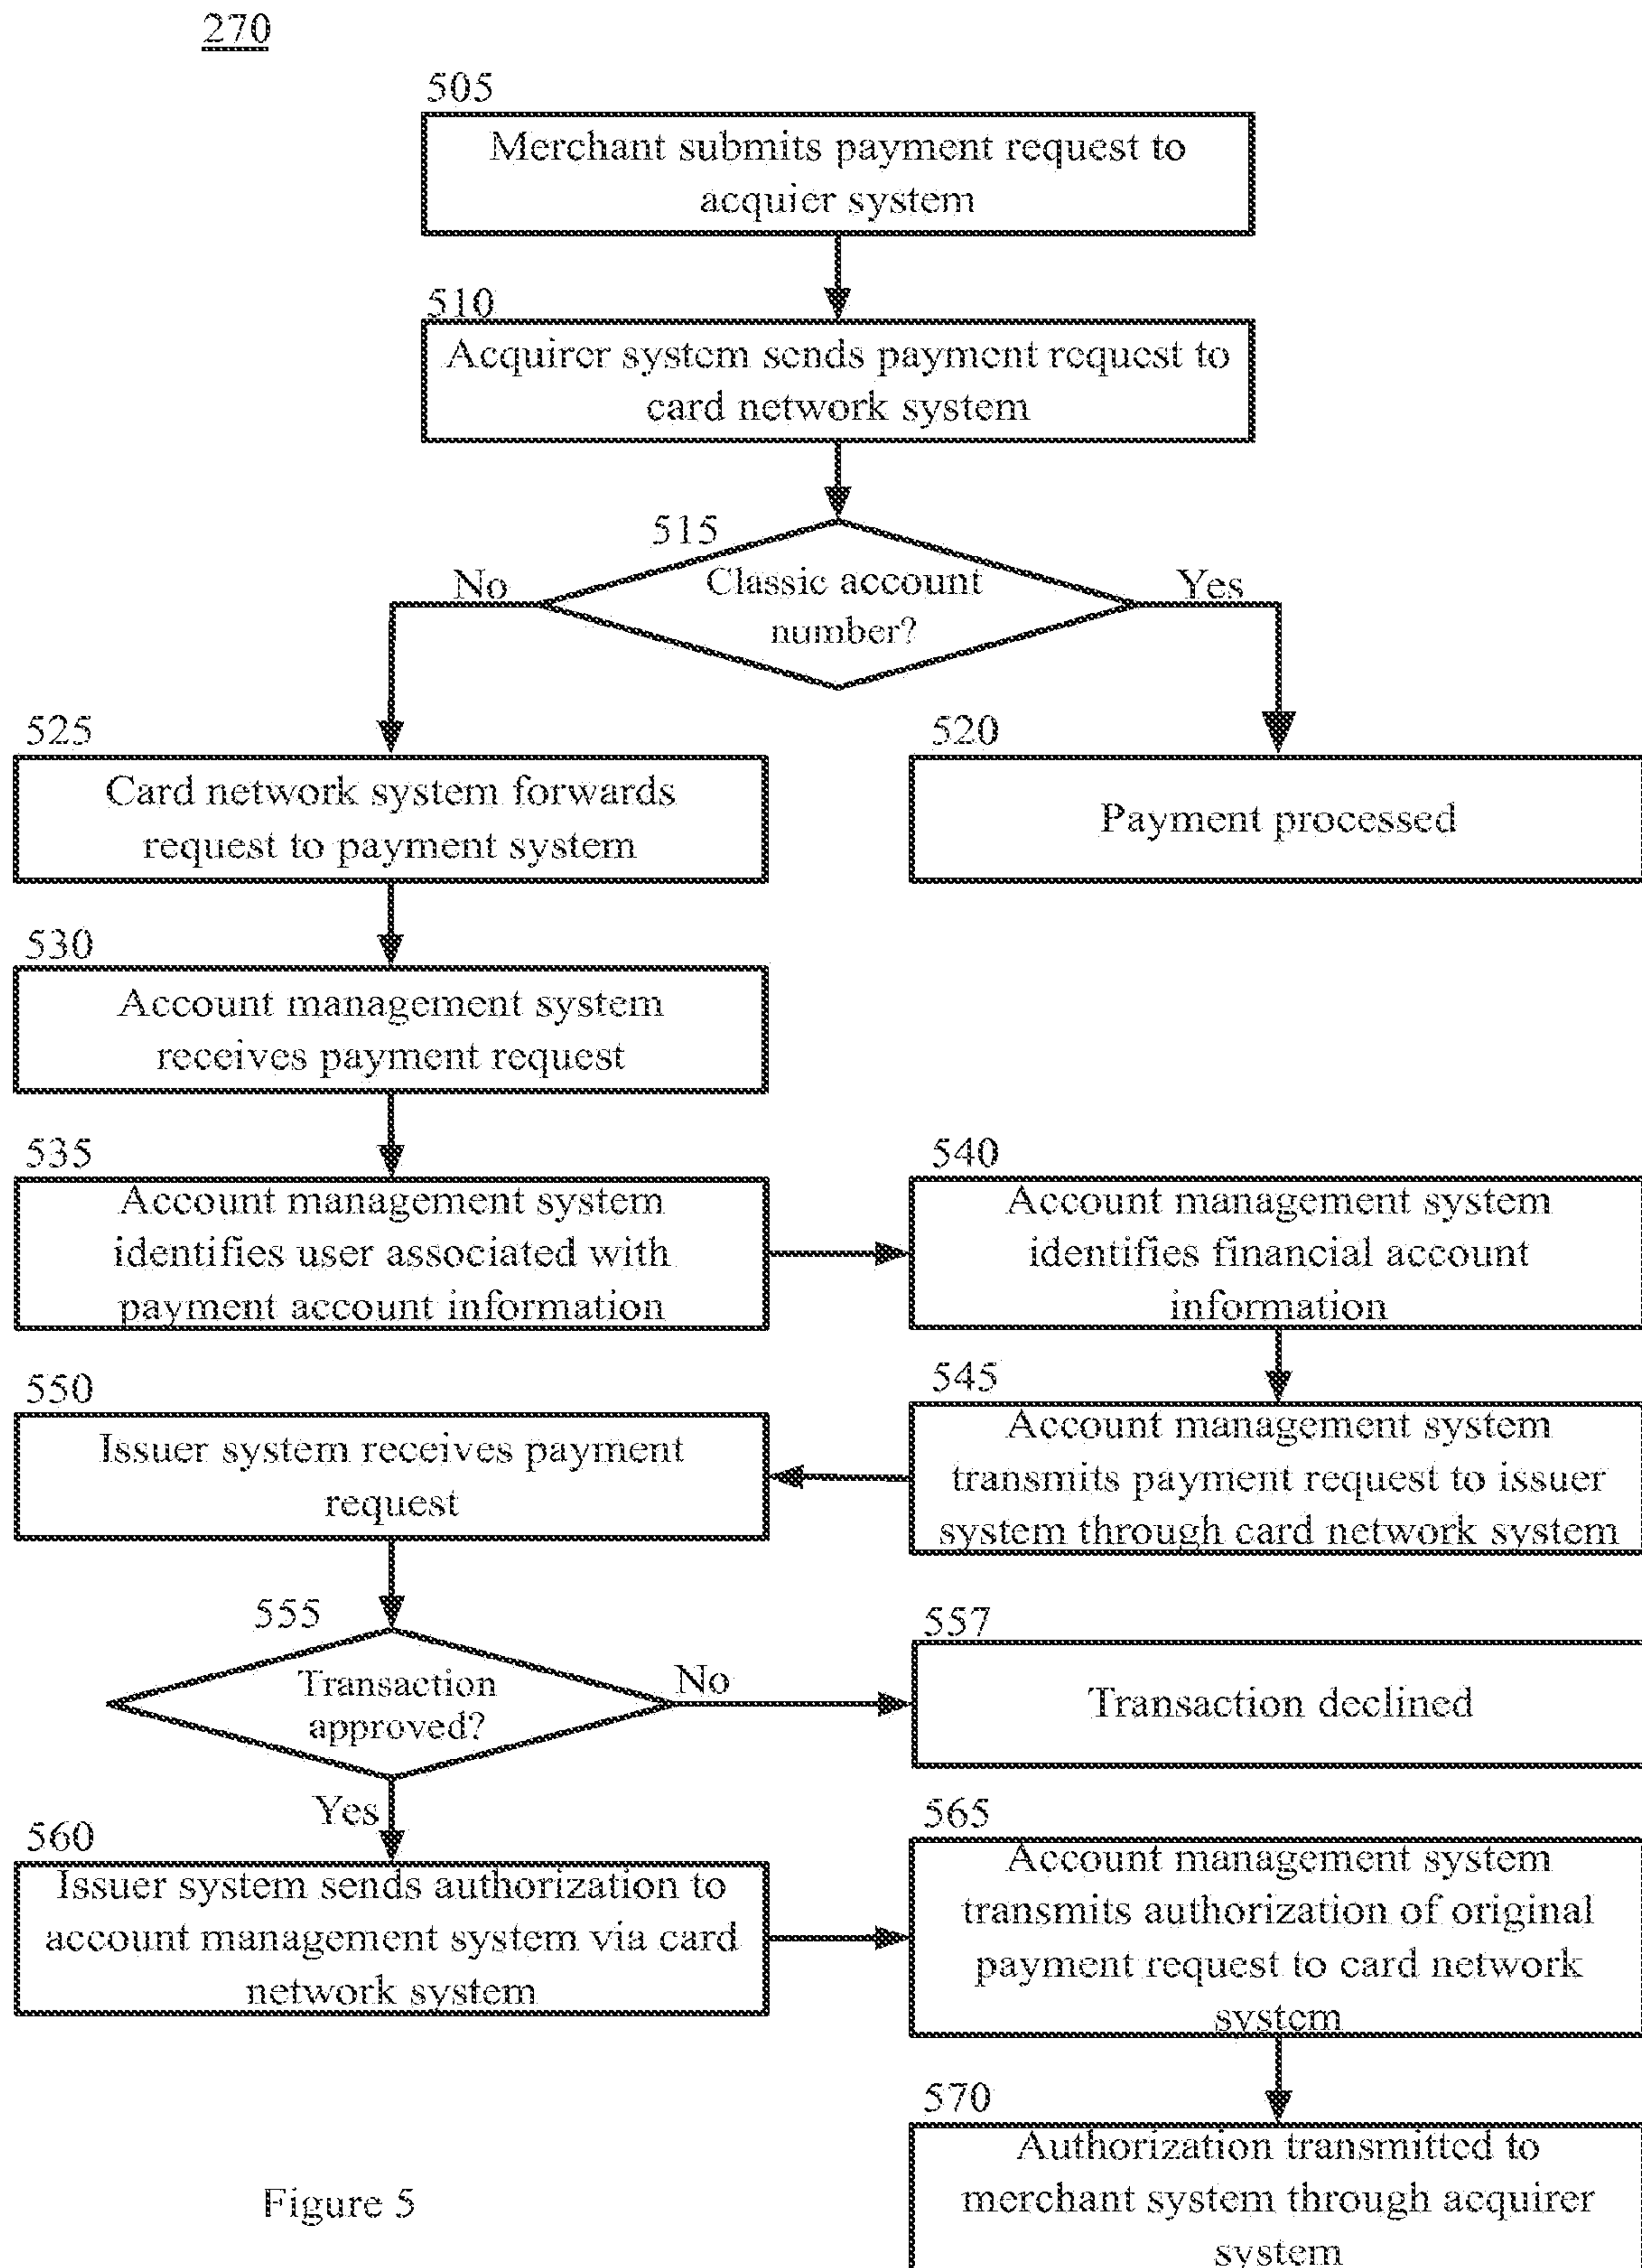 270
505
Merchant submits payment request to
acquier system
510
Acquirer system sends payment request to
card network system
515
Classic account
number?
No
Yes
525
Card network system forwards
request to payment system
520
Payment processed
530
Account management system
receives payment request
535
Account management system
identifies user associated with
payment account information
540
Account management system
identifies financial account
information
550
Issuer system receives payment
request
545
Account management system
transmits payment request to issuer
system through card network system
555
Transaction
approved?
No
557
Transaction declined
Yes
560
Issuer system sends authorization to
account management system via card
network system
565
Account management system
transmits authorization of original
payment request to card network
system
570
Authorization transmitted to
merchant system through acquirer
system
Figure 5